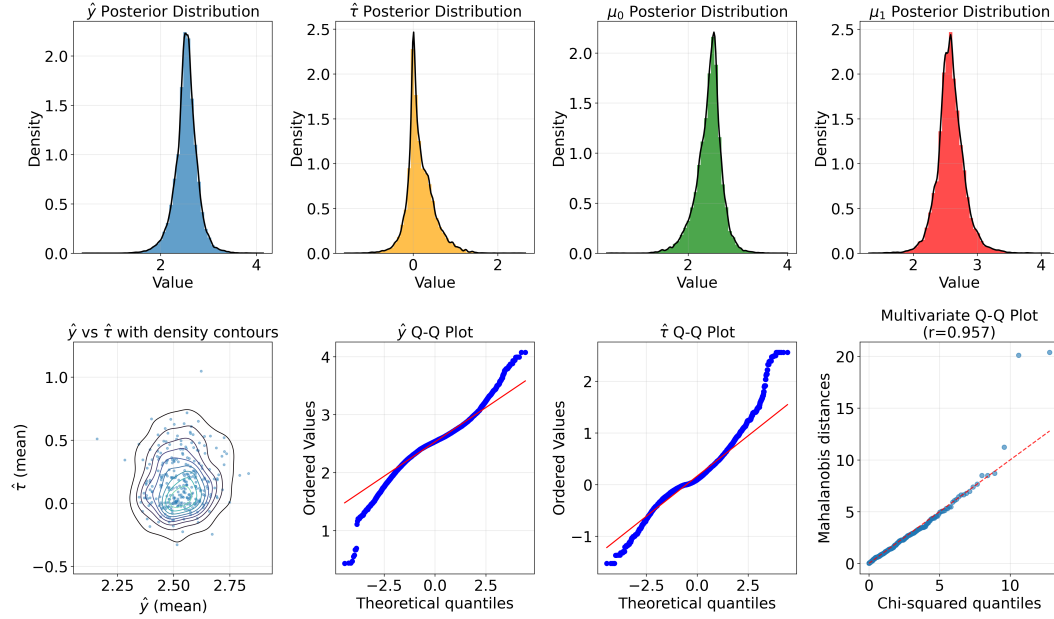 ŷ Posterior Distribution
Density
0.0
0.5
1.0
1.5
2.0
2
4
Value
τ̂ Posterior Distribution
Density
0.0
0.5
1.0
1.5
2.0
2.5
0
2
Value
μ₀ Posterior Distribution
Density
0.0
0.5
1.0
1.5
2.0
2
4
Value
μ₁ Posterior Distribution
Density
0.0
0.5
1.0
1.5
2.0
2.5
2
3
4
Value
ŷ vs τ̂ with density contours
τ̂ (mean)
1.0
0.5
0.0
−0.5
2.25
2.50
2.75
ŷ (mean)
ŷ Q-Q Plot
Ordered Values
4
3
2
1
−2.5
0.0
2.5
Theoretical quantiles
τ̂ Q-Q Plot
Ordered Values
2
1
0
−1
−2.5
0.0
2.5
Theoretical quantiles
Multivariate Q-Q Plot
(r=0.957)
Mahalanobis distances
20
15
10
5
0
0
5
10
Chi-squared quantiles